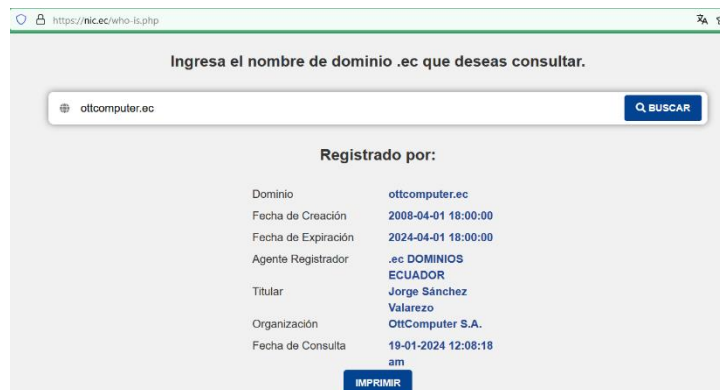 https://nic.ec/who-is.php
Ingresa el nombre de dominio .ec que deseas consultar.
ottcomputer.ec
BUSCAR
Registrado por:
Dominio ottcomputer.ec
Fecha de Creación 2008-04-01 18:00:00
Fecha de Expiración 2024-04-01 18:00:00
Agente Registrador .ec DOMINIOS
ECUADOR
Titular Jorge Sánchez
Valarezo
Organización OttComputer S.A.
Fecha de Consulta 19-01-2024 12:08:18
am
IMPRIMIR